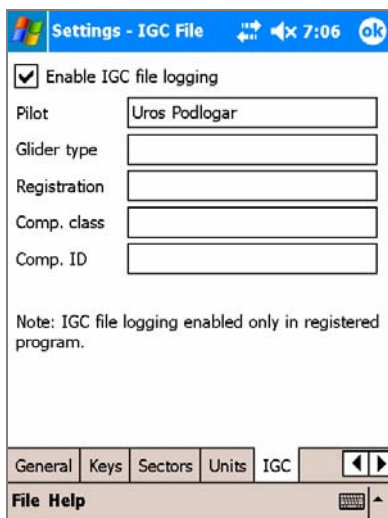 Settings - IGC File 7:06 ok
Enable IGC file logging
Pilot Uros Podlogar
Glider type
Registration
Comp. class
Comp. ID
Note: IGC file logging enabled only in registered
program.
General Keys Sectors Units IGC
File Help